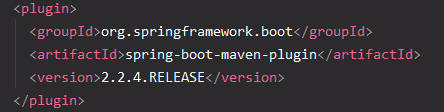 <plugin>
<groupId>org.springframework.boot</groupId>
<artifactId>spring-boot-maven-plugin</artifactId>
<version>2.2.4.RELEASE</version>
</plugin>